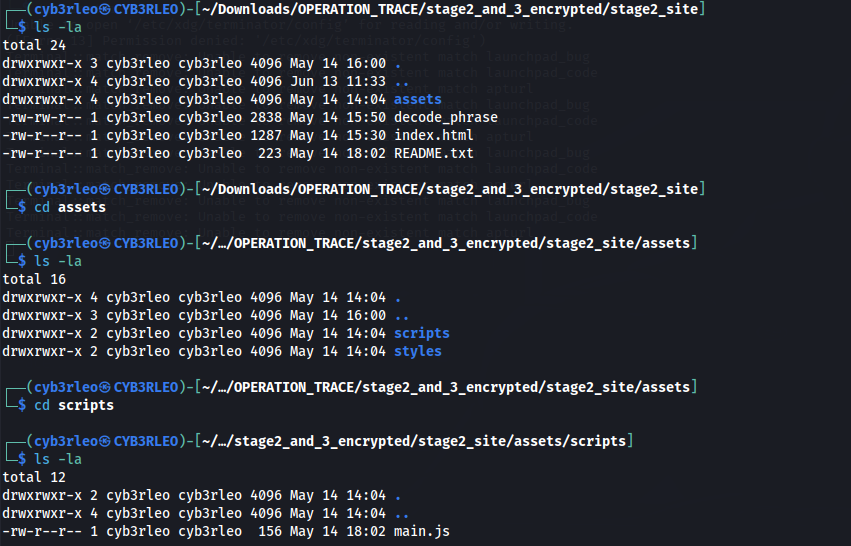 ┌──(cyb3rleo㉿CYB3RLEO)-[~/Downloads/OPERATION_TRACE/stage2_and_3_encrypted/stage2_site]
└─$ ls -la
total 24
drwxrwxr-x 3 cyb3rleo cyb3rleo 4096 May 14 16:00 .
drwxrwxr-x 4 cyb3rleo cyb3rleo 4096 Jun 13 11:33 ..
drwxrwxr-x 4 cyb3rleo cyb3rleo 4096 May 14 14:04 assets
-rw-rw-r-- 1 cyb3rleo cyb3rleo 2838 May 14 15:50 decode_phrase
-rw-r--r-- 1 cyb3rleo cyb3rleo 1287 May 14 15:30 index.html
-rw-r--r-- 1 cyb3rleo cyb3rleo  223 May 14 18:02 README.txt
┌──(cyb3rleo㉿CYB3RLEO)-[~/Downloads/OPERATION_TRACE/stage2_and_3_encrypted/stage2_site]
└─$ cd assets
┌──(cyb3rleo㉿CYB3RLEO)-[~/…/OPERATION_TRACE/stage2_and_3_encrypted/stage2_site/assets]
└─$ ls -la
total 16
drwxrwxr-x 4 cyb3rleo cyb3rleo 4096 May 14 14:04 .
drwxrwxr-x 3 cyb3rleo cyb3rleo 4096 May 14 16:00 ..
drwxrwxr-x 2 cyb3rleo cyb3rleo 4096 May 14 14:04 scripts
drwxrwxr-x 2 cyb3rleo cyb3rleo 4096 May 14 14:04 styles
┌──(cyb3rleo㉿CYB3RLEO)-[~/…/OPERATION_TRACE/stage2_and_3_encrypted/stage2_site/assets]
└─$ cd scripts
┌──(cyb3rleo㉿CYB3RLEO)-[~/…/stage2_and_3_encrypted/stage2_site/assets/scripts]
└─$ ls -la
total 12
drwxrwxr-x 2 cyb3rleo cyb3rleo 4096 May 14 14:04 .
drwxrwxr-x 4 cyb3rleo cyb3rleo 4096 May 14 14:04 ..
-rw-r--r-- 1 cyb3rleo cyb3rleo  156 May 14 18:02 main.js